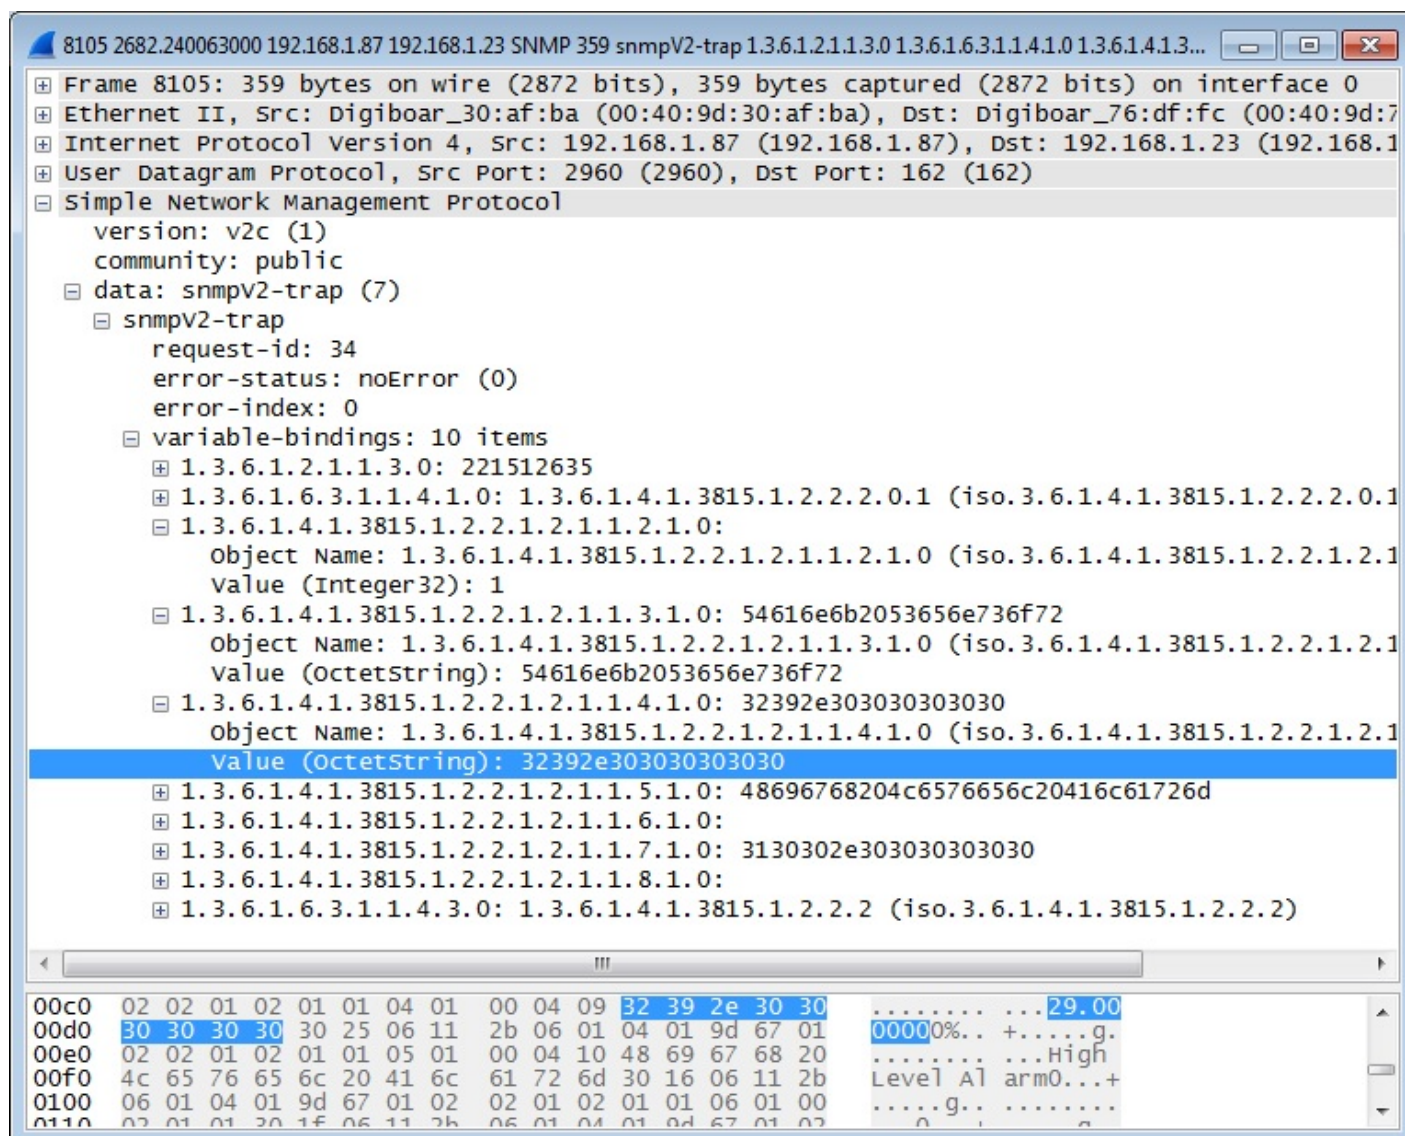 8105 2682.240063000 192.168.1.87 192.168.1.23 SNMP 359 snmpV2-trap 1.3.6.1.2.1.1.3.0 1.3.6.1.6.3.1.1.4.1.0 1.3.6.1.4.1.3...
Frame 8105: 359 bytes on wire (2872 bits), 359 bytes captured (2872 bits) on interface 0
Ethernet II, Src: Digiboar_30:af:ba (00:40:9d:30:af:ba), Dst: Digiboar_76:df:fc (00:40:9d:7
Internet Protocol Version 4, Src: 192.168.1.87 (192.168.1.87), Dst: 192.168.1.23 (192.168.1
User Datagram Protocol, Src Port: 2960 (2960), Dst Port: 162 (162)
Simple Network Management Protocol
version: v2c (1)
community: public
data: snmpV2-trap (7)
snmpV2-trap
request-id: 34
error-status: noError (0)
error-index: 0
variable-bindings: 10 items
1.3.6.1.2.1.1.3.0: 221512635
1.3.6.1.6.3.1.1.4.1.0: 1.3.6.1.4.1.3815.1.2.2.2.0.1 (iso.3.6.1.4.1.3815.1.2.2.2.0.1
1.3.6.1.4.1.3815.1.2.2.1.2.1.1.2.1.0:
Object Name: 1.3.6.1.4.1.3815.1.2.2.1.2.1.1.2.1.0 (iso.3.6.1.4.1.3815.1.2.2.1.2.1
Value (Integer32): 1
1.3.6.1.4.1.3815.1.2.2.1.2.1.1.3.1.0: 54616e6b2053656e736f72
Object Name: 1.3.6.1.4.1.3815.1.2.2.1.2.1.1.3.1.0 (iso.3.6.1.4.1.3815.1.2.2.1.2.1
Value (OctetString): 54616e6b2053656e736f72
1.3.6.1.4.1.3815.1.2.2.1.2.1.1.4.1.0: 32392e303030303030
Object Name: 1.3.6.1.4.1.3815.1.2.2.1.2.1.1.4.1.0 (iso.3.6.1.4.1.3815.1.2.2.1.2.1
Value (OctetString): 32392e303030303030
1.3.6.1.4.1.3815.1.2.2.1.2.1.1.5.1.0: 48696768204c6576656c20416c61726d
1.3.6.1.4.1.3815.1.2.2.1.2.1.1.6.1.0:
1.3.6.1.4.1.3815.1.2.2.1.2.1.1.7.1.0: 3130302e303030303030
1.3.6.1.4.1.3815.1.2.2.1.2.1.1.8.1.0:
1.3.6.1.6.3.1.1.4.3.0: 1.3.6.1.4.1.3815.1.2.2.2 (iso.3.6.1.4.1.3815.1.2.2.2)
00c0 02 02 01 02 01 01 04 01 00 04 09 32 39 2e 30 30 ........ ...29.00
00d0 30 30 30 30 30 25 06 11 2b 06 01 04 01 9d 67 01 00000%.. +.....g.
00e0 02 02 01 02 01 01 05 01 00 04 10 48 69 67 68 20 ........ ...High
00f0 4c 65 76 65 6c 20 41 6c 61 72 6d 30 16 06 11 2b Level Al arm0...+
0100 06 01 04 01 9d 67 01 02 02 01 02 01 01 06 01 00 .....g.. ........
0110 02 01 01 30 1f 06 11 2b 06 01 04 01 9d 67 01 02 ...0...+ .....g..